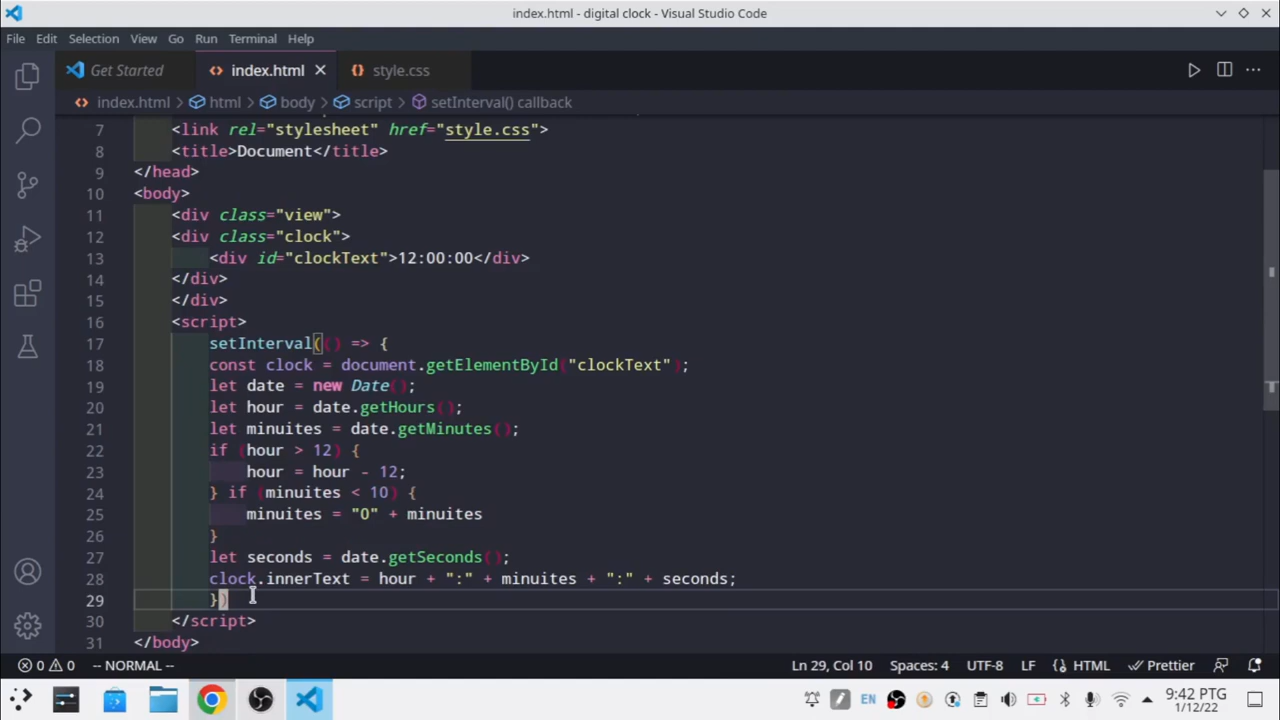 index.html - digital clock - Visual Studio Code
File Edit Selection View Go Run Terminal Help
Get Started index.html style.css
index.html > html > body > script > setInterval() callback
7 <link rel="stylesheet" href="style.css">
8 <title>Document</title>
9 </head>
10 <body>
11 <div class="view">
12 <div class="clock">
13 <div id="clockText">12:00:00</div>
14 </div>
15 </div>
16 <script>
17 setInterval(() => {
18 const clock = document.getElementById("clockText");
19 let date = new Date();
20 let hour = date.getHours();
21 let minuites = date.getMinutes();
22 if (hour > 12) {
23 hour = hour - 12;
24 } if (minuites < 10) {
25 minuites = "0" + minuites
26 }
27 let seconds = date.getSeconds();
28 clock.innerText = hour + ":" + minuites + ":" + seconds;
29 })
30 </script>
31 </body>
0 0 -- NORMAL -- Ln 29, Col 10 Spaces: 4 UTF-8 LF HTML Prettier
EN 9:42 PTG
1/12/22